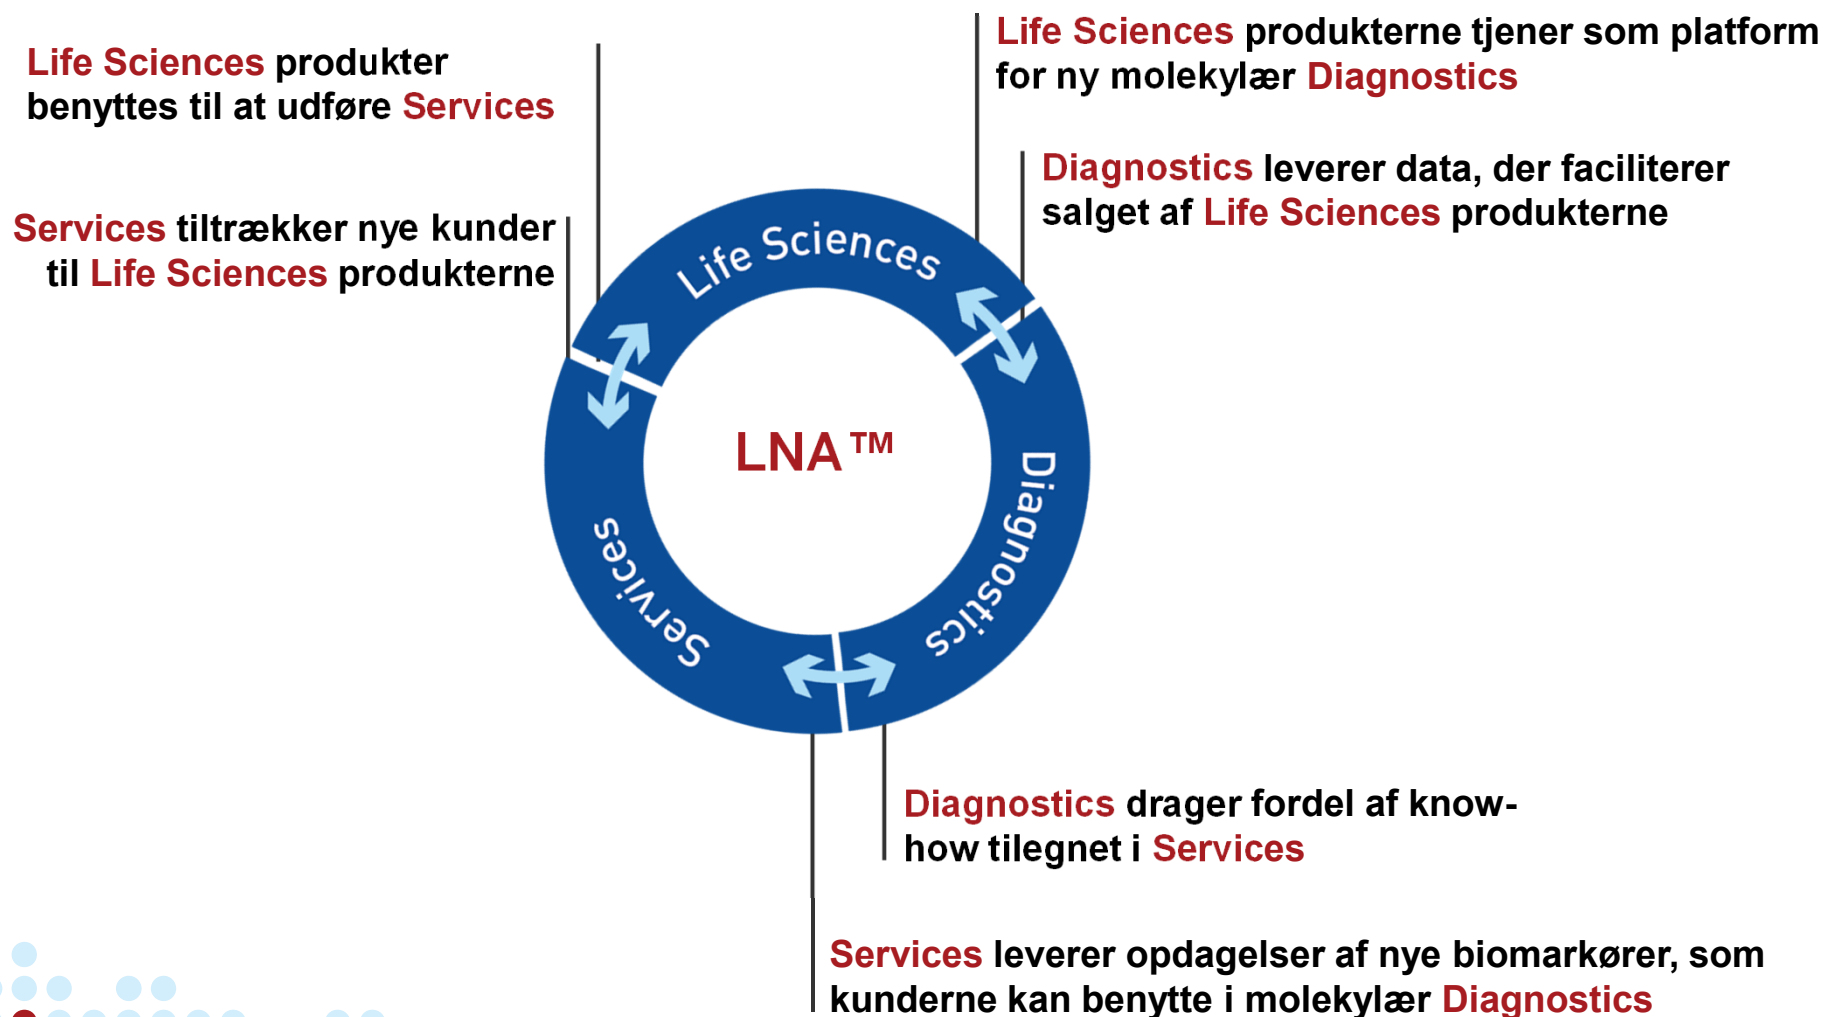 Life Sciences produkter
benyttes til at udføre Services
Services tiltrækker nye kunder
til Life Sciences produkterne
Life Sciences produkterne tjener som platform
for ny molekylær Diagnostics
Diagnostics leverer data, der faciliterer
salget af Life Sciences produkterne
Life Sciences
LNA™
Diagnostics
Services
Diagnostics drager fordel af know-
how tilegnet i Services
Services leverer opdagelser af nye biomarkører, som
kunderne kan benytte i molekylær Diagnostics